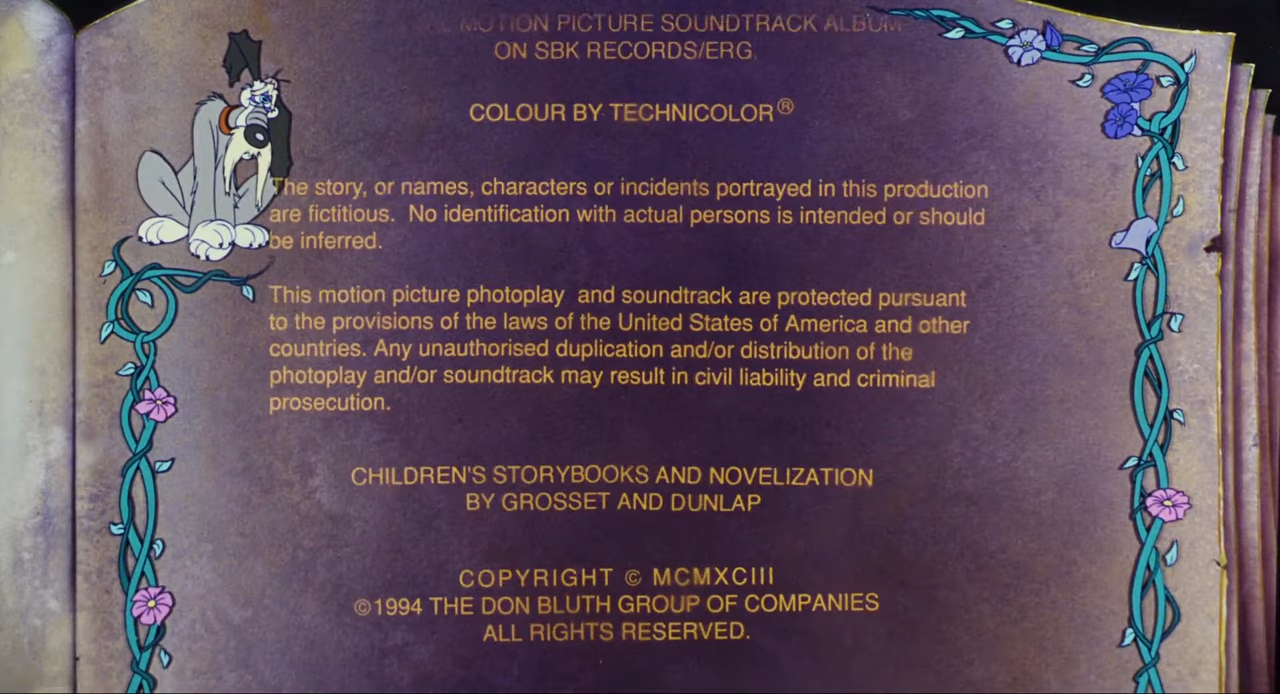 MOTION PICTURE SOUNDTRACK ALBUM
ON SBK RECORDS/ERG.
COLOUR BY TECHNICOLOR®
The story, or names, characters or incidents portrayed in this production
are fictitious. No identification with actual persons is intended or should
be inferred.
This motion picture photoplay and soundtrack are protected pursuant
to the provisions of the laws of the United States of America and other
countries. Any unauthorised duplication and/or distribution of the
photoplay and/or soundtrack may result in civil liability and criminal
prosecution.
CHILDREN'S STORYBOOKS AND NOVELIZATION
BY GROSSET AND DUNLAP
COPYRIGHT © MCMXCIII
©1994 THE DON BLUTH GROUP OF COMPANIES
ALL RIGHTS RESERVED.